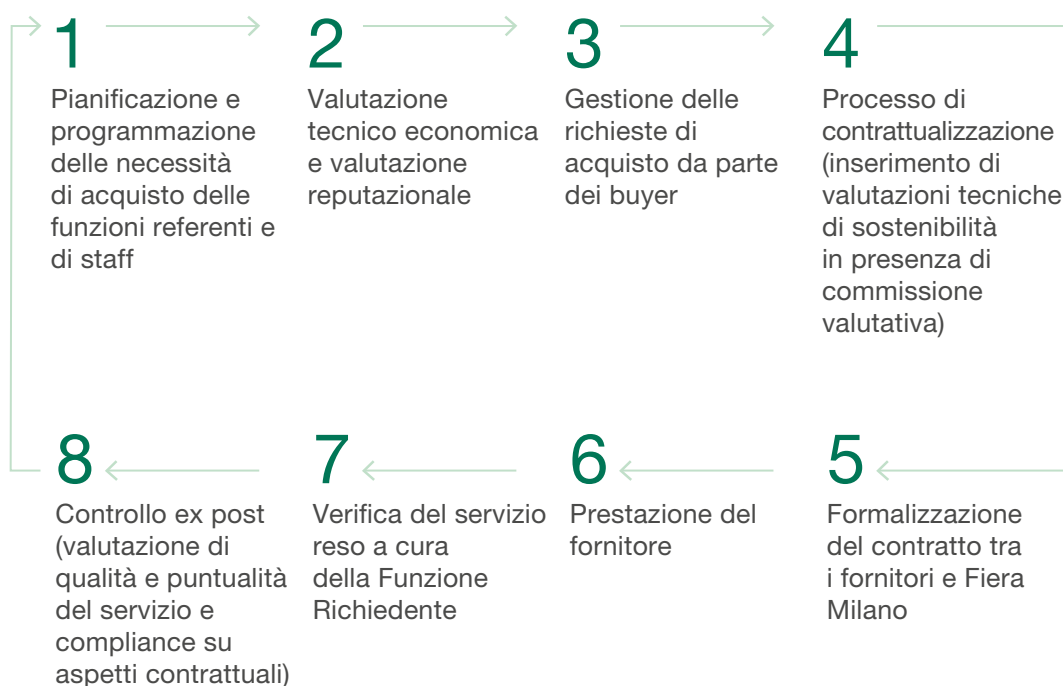 1
Pianificazione e
programmazione
delle necessità
di acquisto delle
funzioni referenti e
di staff
2
Valutazione
tecnico economica
e valutazione
reputazionale
3
Gestione delle
richieste di
acquisto da parte
dei buyer
4
Processo di
contrattualizzazione
(inserimento di
valutazioni tecniche
di sostenibilità
in presenza di
commissione
valutativa)
8
Controllo ex post
(valutazione di
qualità e puntualità
del servizio e
compliance su
aspetti contrattuali)
7
Verifica del servizio
reso a cura
della Funzione
Richiedente
6
Prestazione del
fornitore
5
Formalizzazione
del contratto tra
i fornitori e Fiera
Milano